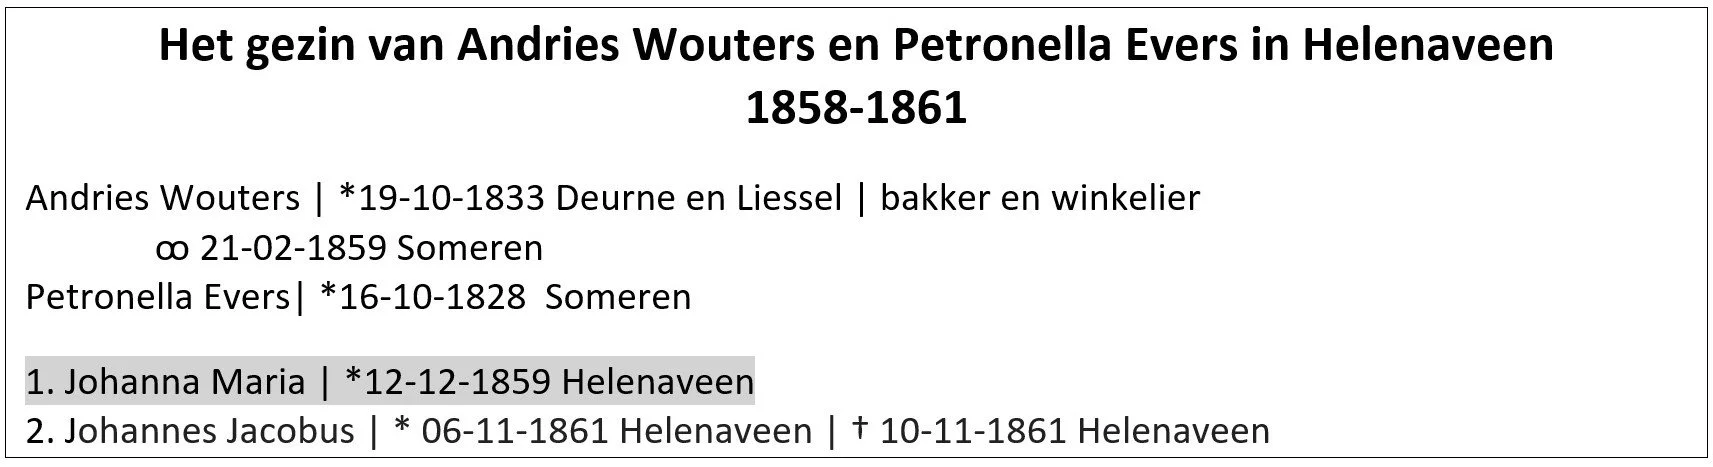 Het gezin van Andries Wouters en Petronella Evers in Helenaveen
1858-1861
Andries Wouters | *19-10-1833 Deurne en Liessel | bakker en winkelier
ꝏ 21-02-1859 Someren
Petronella Evers| *16-10-1828  Someren
1. Johanna Maria | *12-12-1859 Helenaveen
2. Johannes Jacobus | * 06-11-1861 Helenaveen | † 10-11-1861 Helenaveen